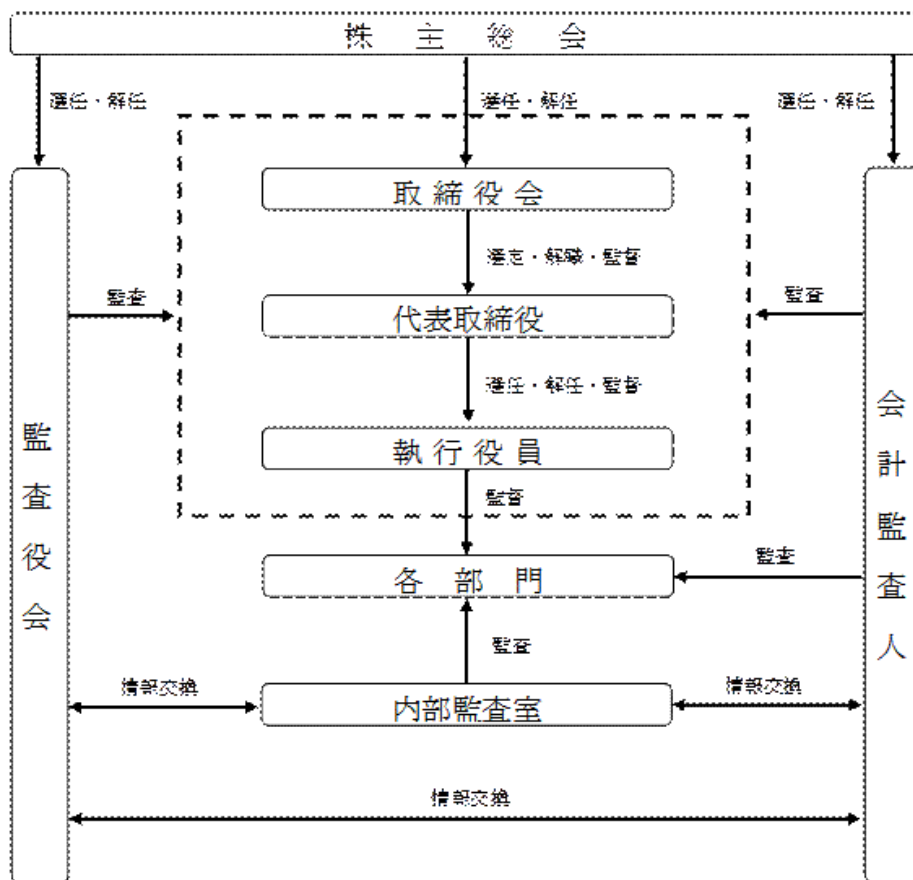 株主総会
選任・解任
選任・解任
選任・解任
取締役会
選定・解職・監督
監査
監査
代表取締役
選任・解任・監督
監査役会
会計監査人
執行役員
監督
各部門
監査
監査
情報交換
内部監査室
情報交換
情報交換